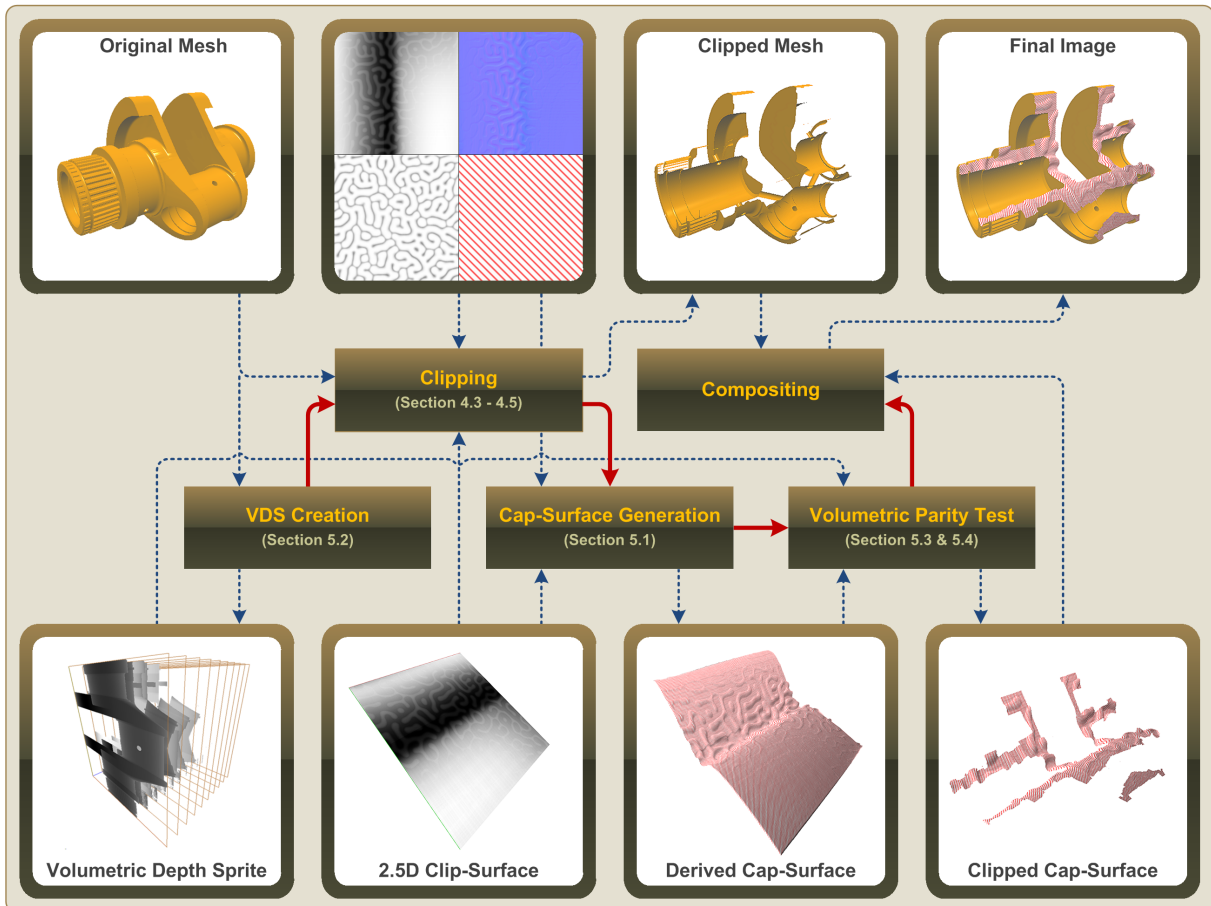 Original Mesh
Clipped Mesh
Final Image
Clipping
(Section 4.3 - 4.5)
Compositing
VDS Creation
(Section 5.2)
Cap-Surface Generation
(Section 5.1)
Volumetric Parity Test
(Section 5.3 & 5.4)
Volumetric Depth Sprite
2.5D Clip-Surface
Derived Cap-Surface
Clipped Cap-Surface